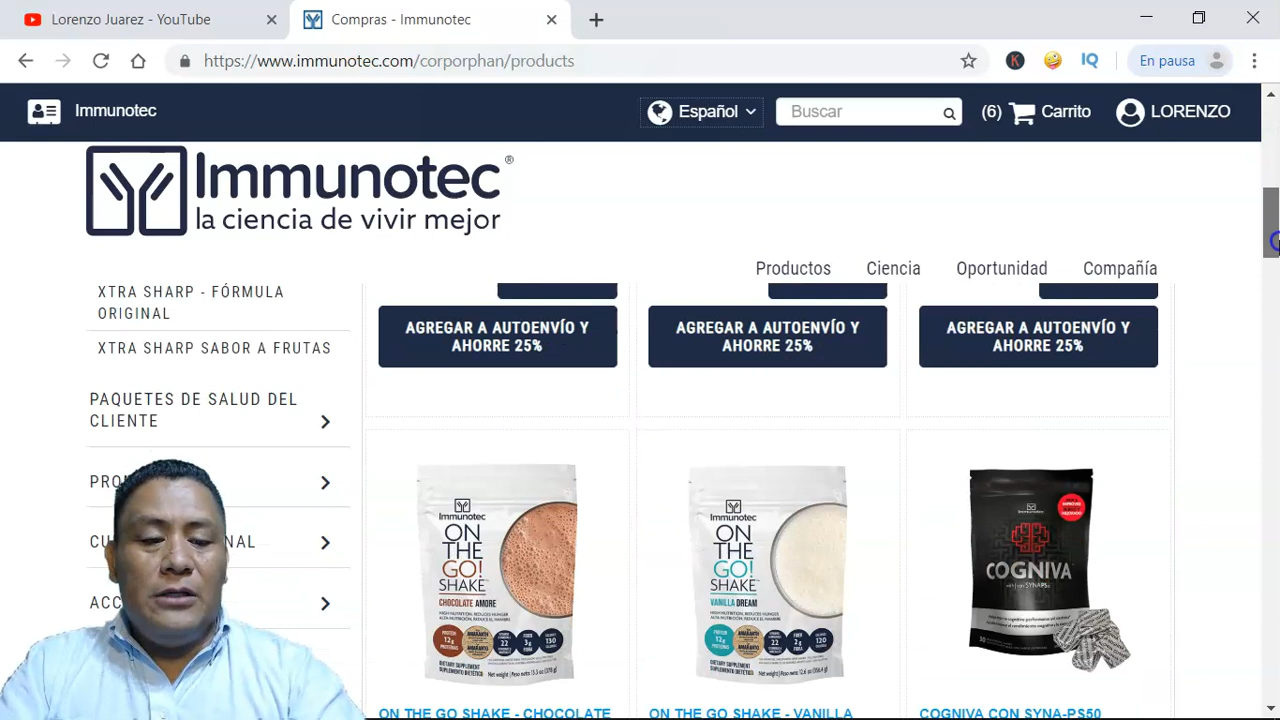 Lorenzo Juarez - YouTube
Compras - Immunotec
https://www.immunotec.com/corporphan/products
IQ
En pausa
Immunotec
Español
Buscar
(6) Carrito
LORENZO
Immunotec®
la ciencia de vivir mejor
Productos Ciencia Oportunidad Compañía
XTRA SHARP - FÓRMULA
ORIGINAL
XTRA SHARP SABOR A FRUTAS
PAQUETES DE SALUD DEL
CLIENTE
AGREGAR A AUTOENVÍO Y
AHORRE 25%
AGREGAR A AUTOENVÍO Y
AHORRE 25%
AGREGAR A AUTOENVÍO Y
AHORRE 25%
Immunotec
ON
THE
GO!
SHAKE
CHOCOLATE AMORE
Immunotec
ON
THE
GO!
SHAKE
VANILLA DREAM
COGNIVA
ON THE GO SHAKE - CHOCOLATE
ON THE GO SHAKE - VANILLA
COGNIVA CON SYNA-PS50